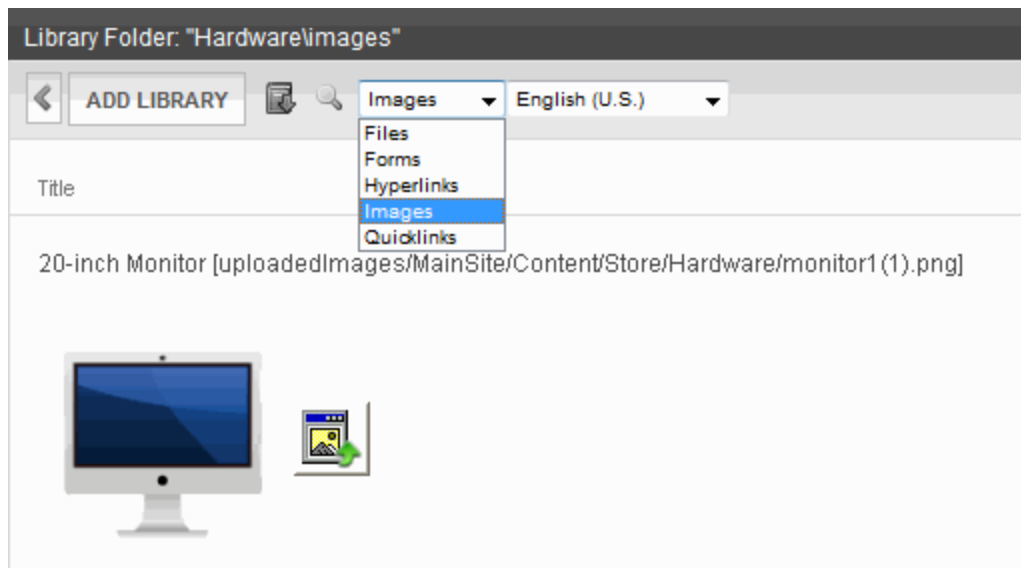 Library Folder: "Hardware\images"
ADD LIBRARY Images English (U.S.)
Files
Forms
Hyperlinks
Images
Quicklinks
Title
20-inch Monitor [uploadedImages/MainSite/Content/Store/Hardware/monitor1(1).png]